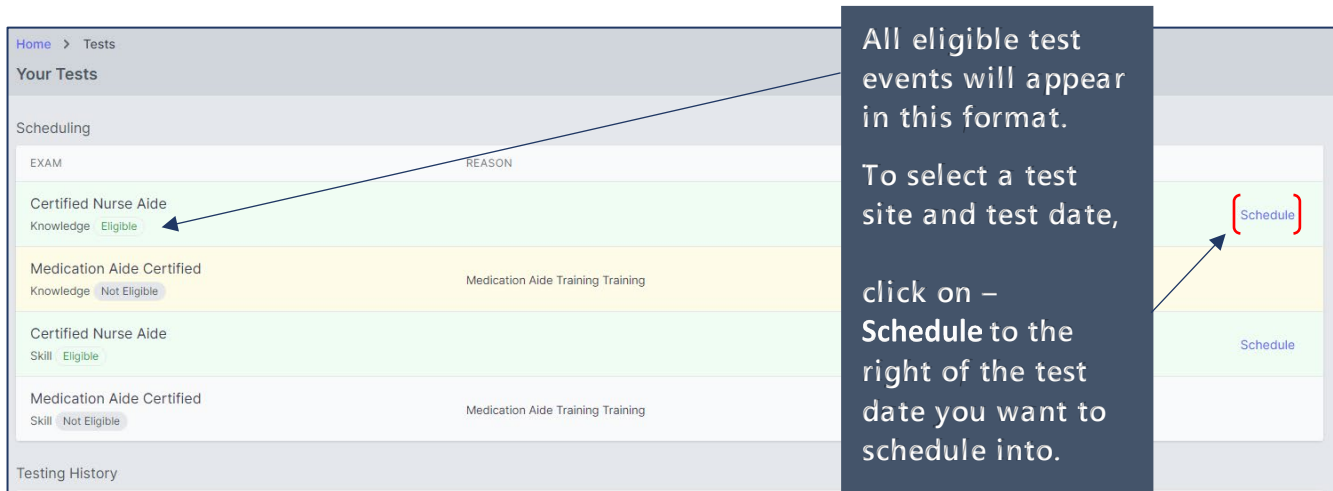 Home > Tests
Your Tests
Scheduling
EXAM REASON
Certified Nurse Aide
Knowledge Eligible
Schedule
Medication Aide Certified
Knowledge Not Eligible
Medication Aide Training Training
Certified Nurse Aide
Skill Eligible
Schedule
Medication Aide Certified
Skill Not Eligible
Medication Aide Training Training
Testing History
All eligible test
events will appear
in this format.
To select a test
site and test date,
click on –
Schedule to the
right of the test
date you want to
schedule into.